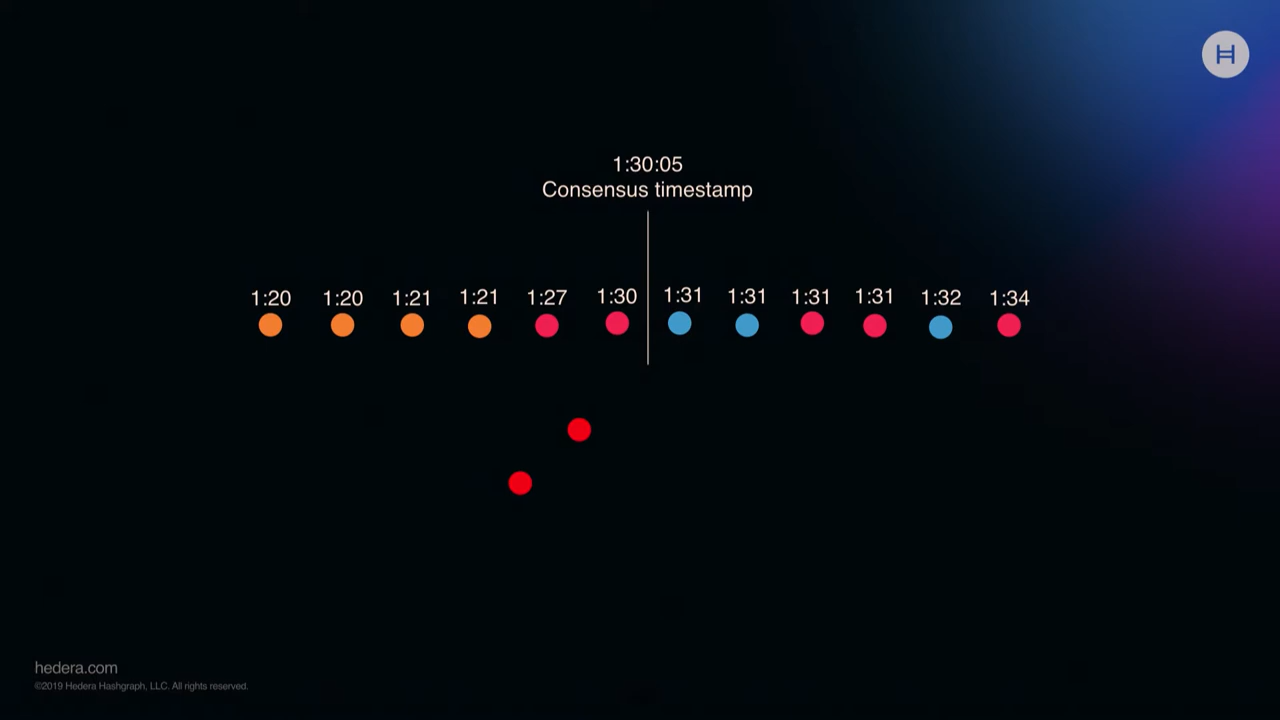 1:30:05
Consensus timestamp
1:20 1:20 1:21 1:21 1:27 1:30 1:31 1:31 1:31 1:31 1:32 1:34
hedera.com
©2019 Hedera Hashgraph, LLC. All rights reserved.